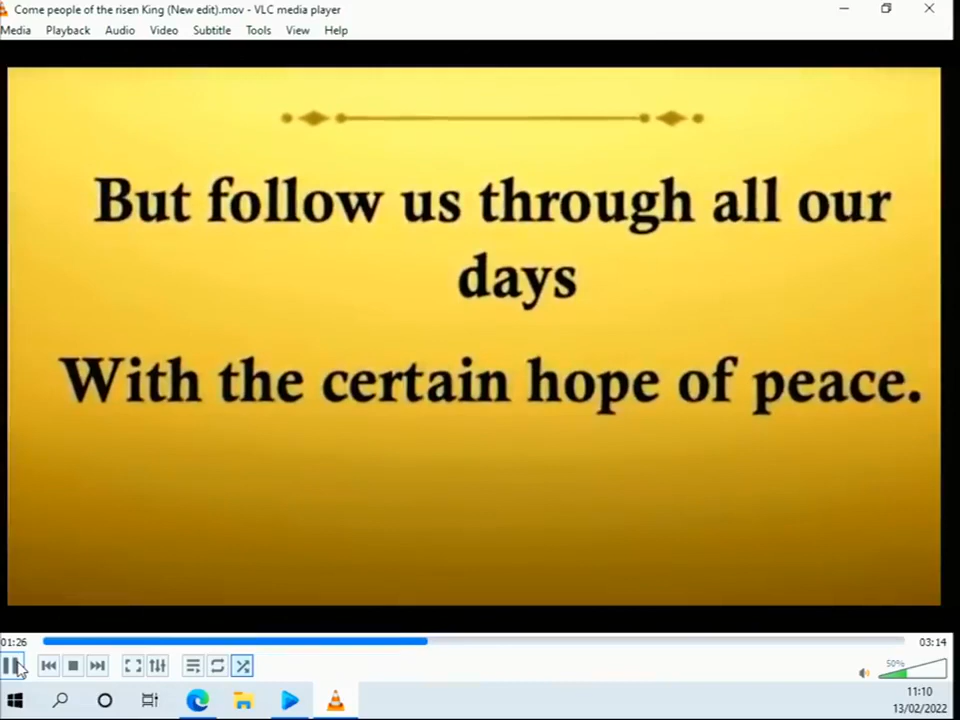 Come people of the risen King (New edit).mov - VLC media player
Media Playback Audio Video Subtitle Tools View Help
But follow us through all our
days
With the certain hope of peace.
01:26 03:14
50%
11:10
13/02/2022